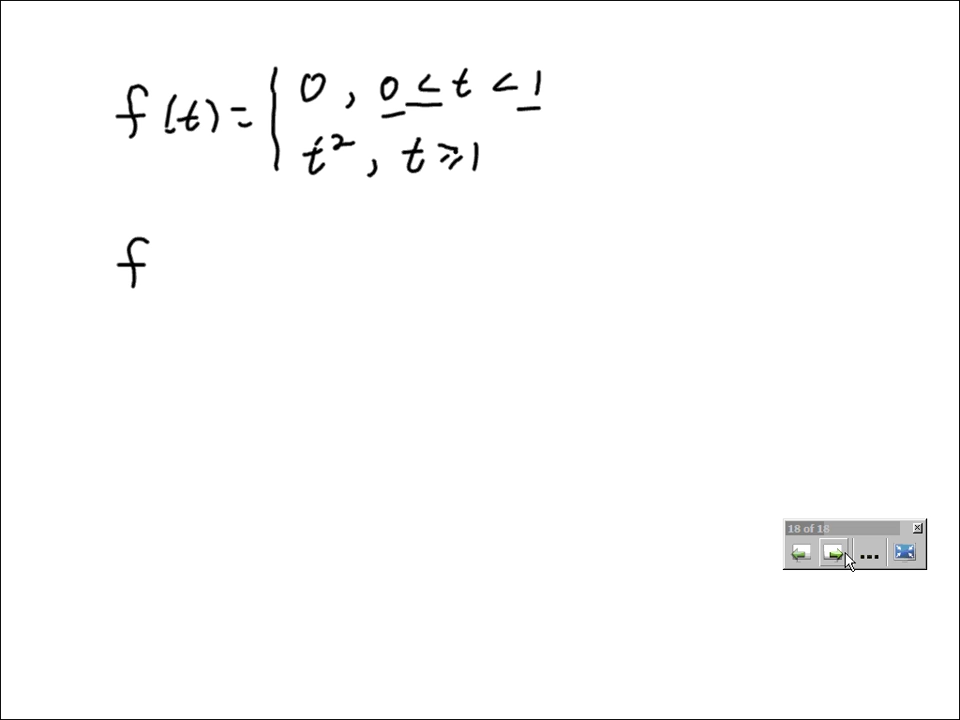 f(t) = { 0, 0 ≤ t < 1
t², t ≥ 1
f
18 of 18